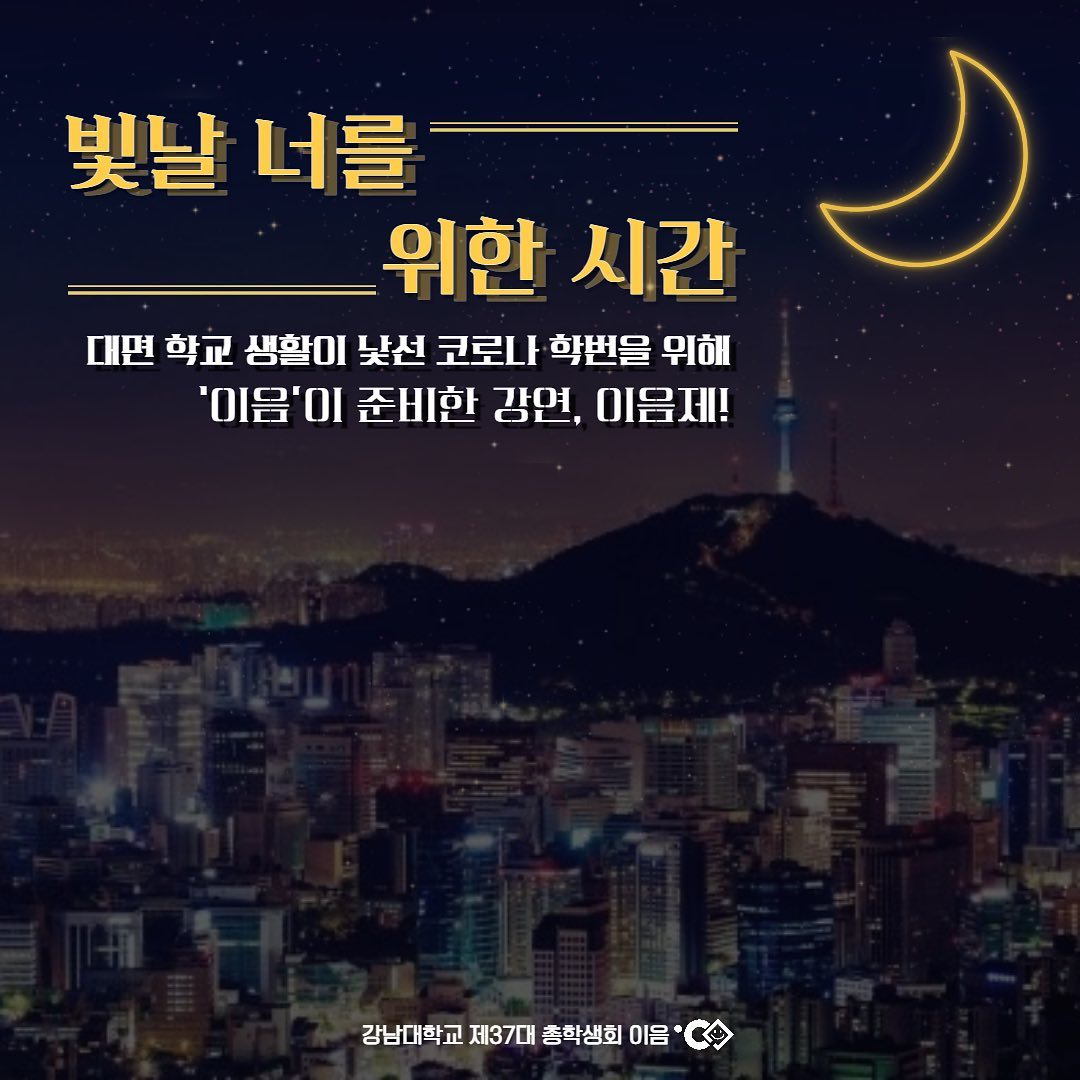 빛날 너를
위한 시간
대면 학교 생활이 낯선 코로나 학번을 위해
'이음'이 준비한 강연, 이음제!
강남대학교 제37대 총학생회 이음